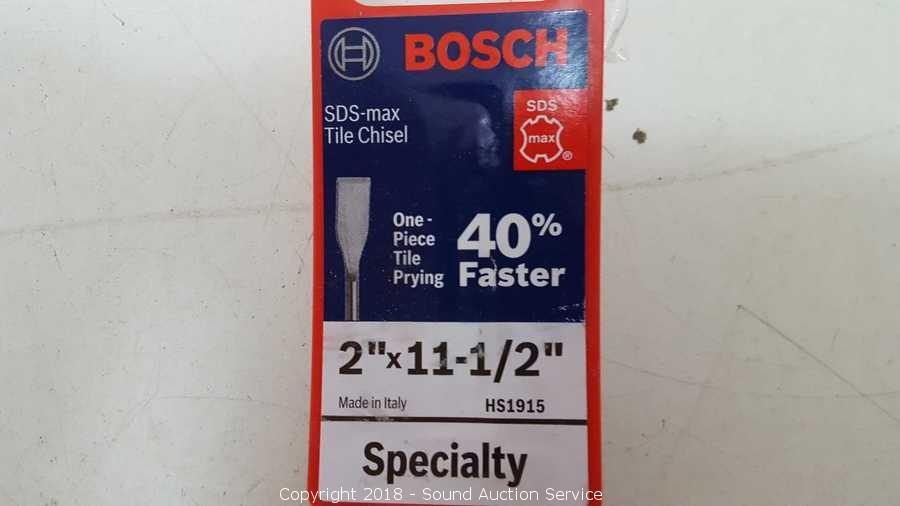 BOSCH
SDS-max
Tile Chisel
SDS
max
®
One-
Piece
Tile
Prying
40%
Faster
2"x11-1/2"
Made in Italy HS1915
Specialty
Copyright 2018 - Sound Auction Service